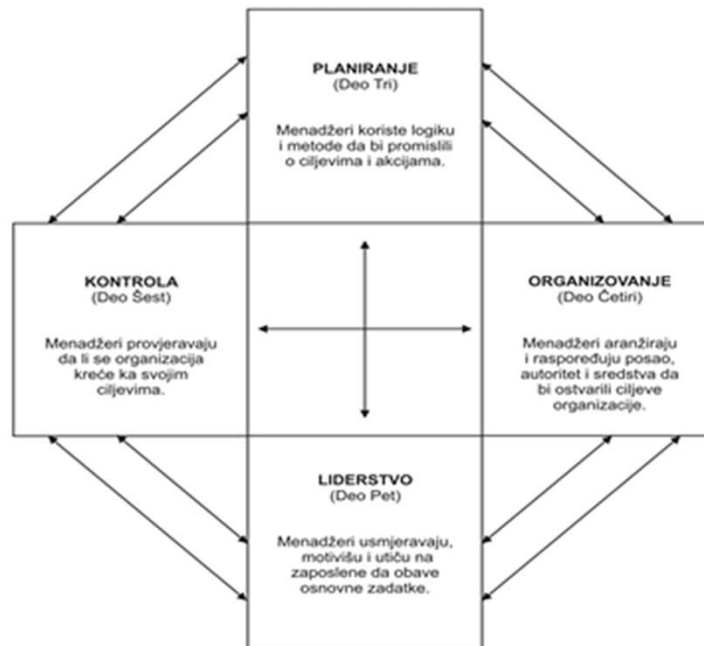 PLANIRANJE
(Deo Tri)
Menadžeri koriste logiku
i metode da bi promislili
o ciljevima i akcijama.
KONTROLA
(Deo Šest)
Menadžeri provjeravaju
da li se organizacija
kreće ka svojim
ciljevima.
ORGANIZOVANJE
(Deo Četiri)
Menadžeri aranžiraju
i raspoređuju posao,
autoritet i sredstva da
bi ostvarili ciljeve
organizacije.
LIDERSTVO
(Deo Pet)
Menadžeri usmjeravaju,
motivišu i utiču na
zaposlene da obave
osnovne zadatke.